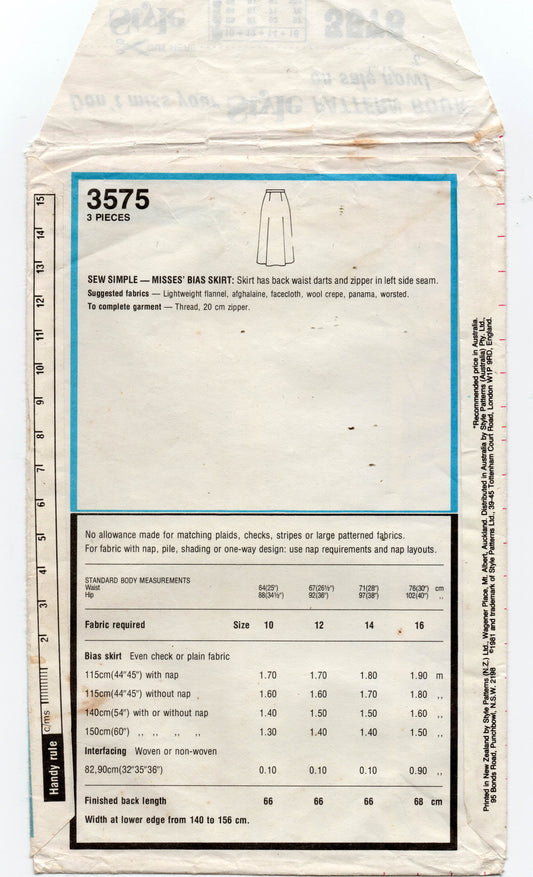 Don't miss your Style PATTERN BOOK
on sale now!
3575
3 PIECES
SEW SIMPLE — MISSES' BIAS SKIRT: Skirt has back waist darts and zipper in left side seam.
Suggested fabrics — Lightweight flannel, afghalaine, facecloth, wool crepe, panama, worsted.
To complete garment — Thread, 20 cm zipper.
No allowance made for matching plaids, checks, stripes or large patterned fabrics.
For fabric with nap, pile, shading or one-way design: use nap requirements and nap layouts.
STANDARD BODY MEASUREMENTS
Waist 64(25") 67(26½") 71(28") 76(30") cm
Hip 88(34½") 92(36") 97(38") 102(40") ,,
Fabric required Size 10 12 14 16
Bias skirt Even check or plain fabric
115cm(44"45") with nap 1.70 1.70 1.80 1.90 m
115cm(44"45") without nap 1.60 1.60 1.70 1.80 ,,
140cm(54") with or without nap 1.40 1.50 1.50 1.60 ,,
150cm(60") ,, ,, ,, ,, 1.30 1.40 1.40 1.50 ,,
Interfacing Woven or non-woven
82,90cm(32"35"36") 0.10 0.10 0.10 0.90 ,,
Finished back length 66 66 66 68 cm
Width at lower edge from 140 to 156 cm.
15
14
13
12
11
10
9
8
7
6
5
4
3
2
c/ms
Handy rule
*Recommended price in Australia.
Printed in New Zealand by Style Patterns (N.Z.) Ltd., Wagener Place, Mt. Albert, Auckland. Distributed in Australia by Style Patterns (Australia) Pty. Ltd.,
95 Bonds Road, Punchbowl, N.S.W. 2196 ©1981 and trademark of Style Patterns Ltd., 39-45 Tottenham Court Road, London W1P 9RD, England.